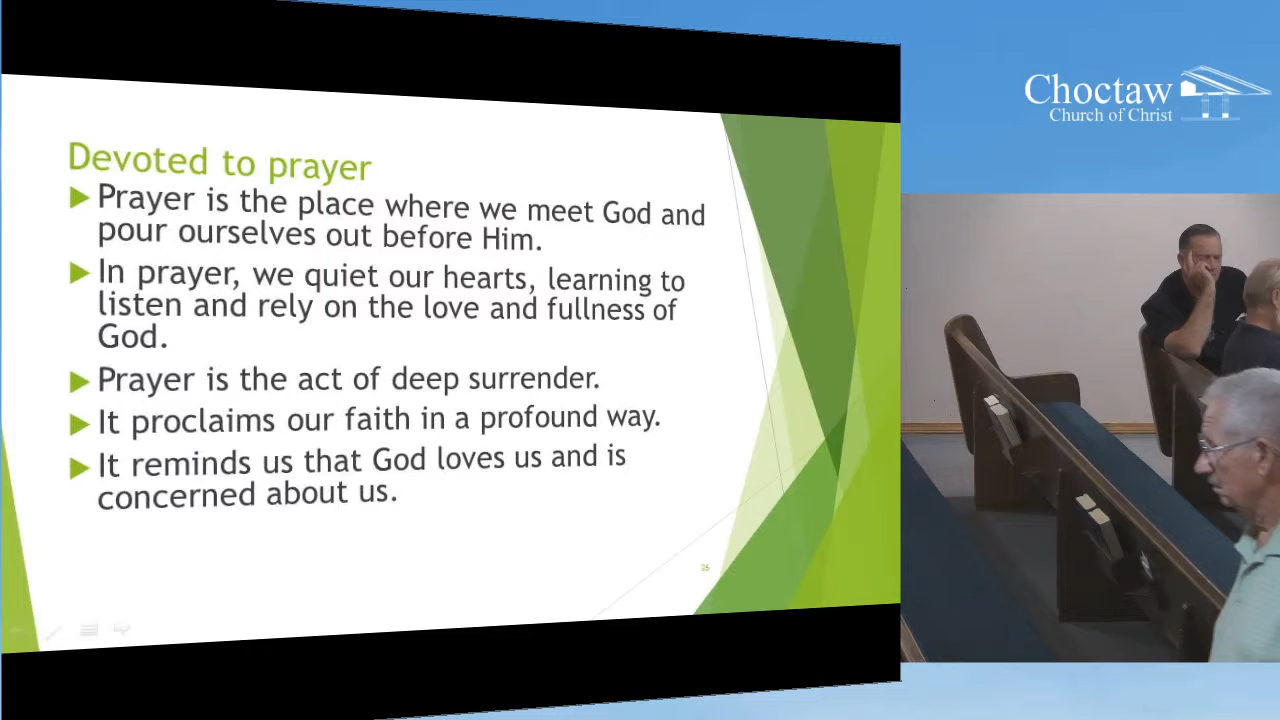 Devoted to prayer
Prayer is the place where we meet God and
pour ourselves out before Him.
In prayer, we quiet our hearts, learning to
listen and rely on the love and fullness of
God.
Prayer is the act of deep surrender.
It proclaims our faith in a profound way.
It reminds us that God loves us and is
concerned about us.
26
Choctaw
Church of Christ